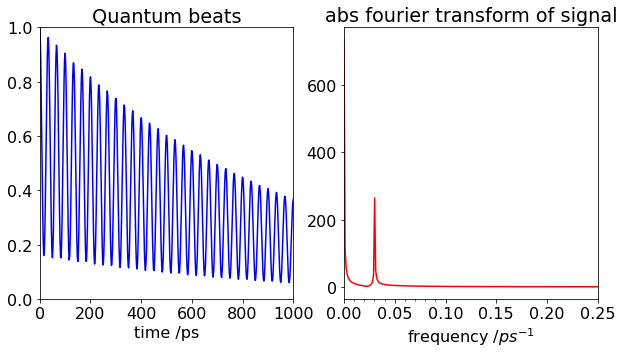 Quantum beats
1.0
0.8
0.6
0.4
0.2
0.0
0 200 400 600 800 1000
time /ps
abs fourier transform of signal
600
400
200
0
0.00 0.05 0.10 0.15 0.20 0.25
frequency /ps⁻¹